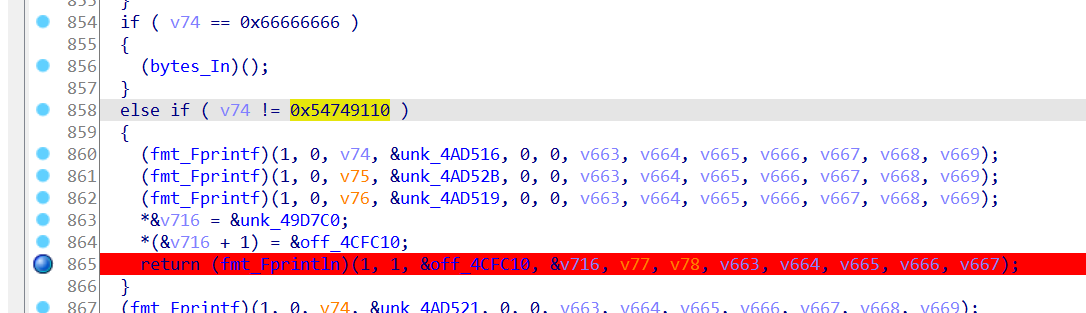 853 }
854 if ( v74 == 0x66666666 )
855 {
856 (bytes_In)();
857 }
858 else if ( v74 != 0x54749110 )
859 {
860 (fmt_Fprintf)(1, 0, v74, &unk_4AD516, 0, 0, v663, v664, v665, v666, v667, v668, v669);
861 (fmt_Fprintf)(1, 0, v75, &unk_4AD52B, 0, 0, v663, v664, v665, v666, v667, v668, v669);
862 (fmt_Fprintf)(1, 0, v76, &unk_4AD519, 0, 0, v663, v664, v665, v666, v667, v668, v669);
863 *&v716 = &unk_49D7C0;
864 *(&v716 + 1) = &off_4CFC10;
865 return (fmt_Fprintln)(1, 1, &off_4CFC10, &v716, v77, v78, v663, v664, v665, v666, v667);
866 }
867 (fmt_Fprintf)(1, 0, v74, &unk_4AD521, 0, 0, v663, v664, v665, v666, v667, v668, v669);